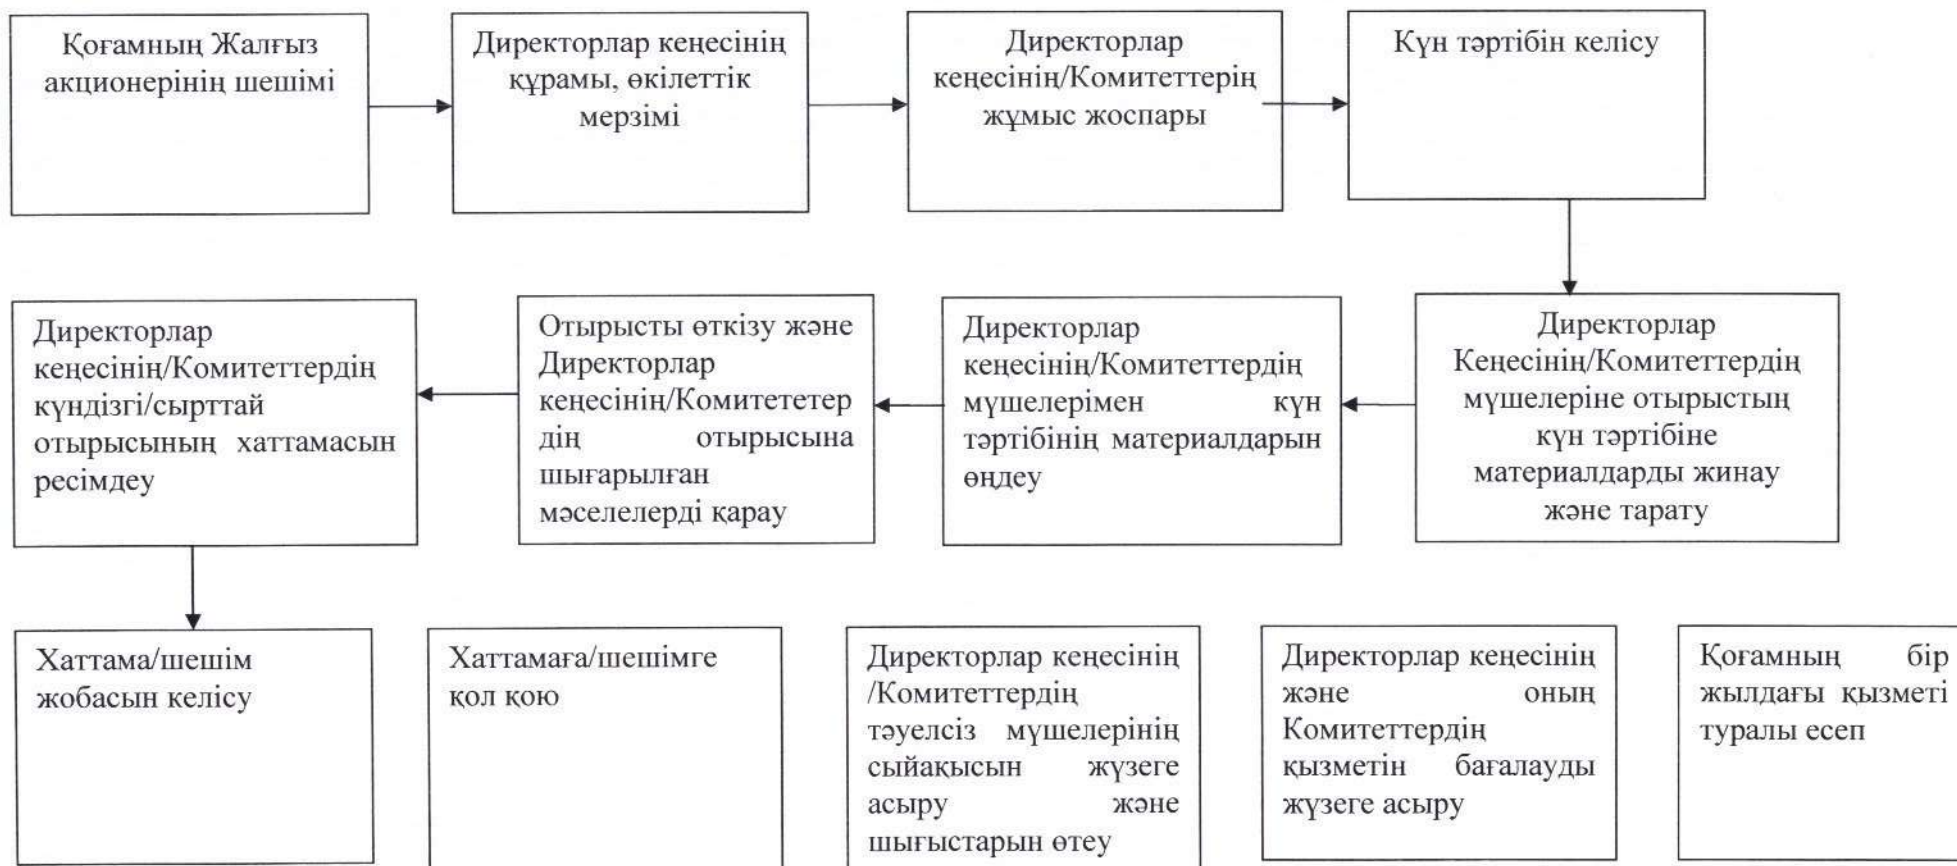 Қоғамның Жалғыз
акционерінің шешімі
Директорлар кеңесінің
құрамы, өкілеттік
мерзімі
Директорлар
кеңесінің/Комитеттерің
жұмыс жоспары
Күн тәртібін келісу
Директорлар
Кеңесінің/Комитеттердің
мүшелеріне отырыстың
күн тәртібіне
материалдарды жинау
және тарату
Директорлар
кеңесінің/Комитеттердің
мүшелерімен күн
тәртібінің материалдарын
өңдеу
Отырысты өткізу және
Директорлар
кеңесінің/Комитететер
дің отырысына
шығарылған
мәселелерді қарау
Директорлар
кеңесінің/Комитеттердің
күндізгі/сырттай
отырысының хаттамасын
ресімдеу
Хаттама/шешім
жобасын келісу
Хаттамаға/шешімге
қол қою
Директорлар кеңесінің
/Комитеттердің
тәуелсіз мүшелерінің
сыйақысын жүзеге
асыру және
шығыстарын өтеу
Директорлар кеңесінің
және оның
Комитеттердің
қызметін бағалауды
жүзеге асыру
Қоғамның бір
жылдағы қызметі
туралы есеп